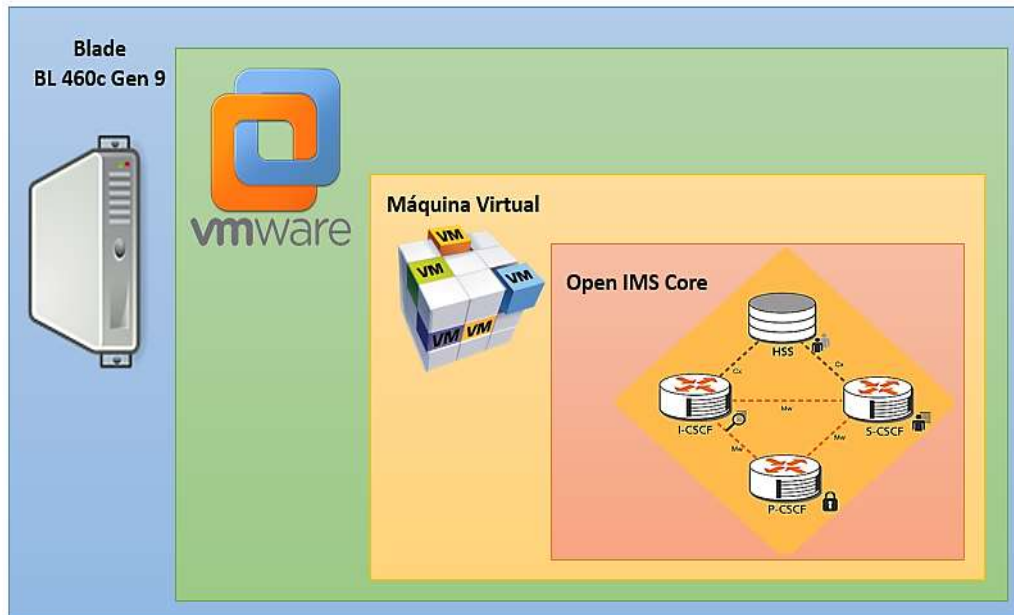 Blade
BL 460c Gen 9
vmware
Máquina Virtual
VM
VM
VM
VM
VM
Open IMS Core
HSS
Cx
Cx
I-CSCF
Mw
S-CSCF
Mw
Mw
P-CSCF